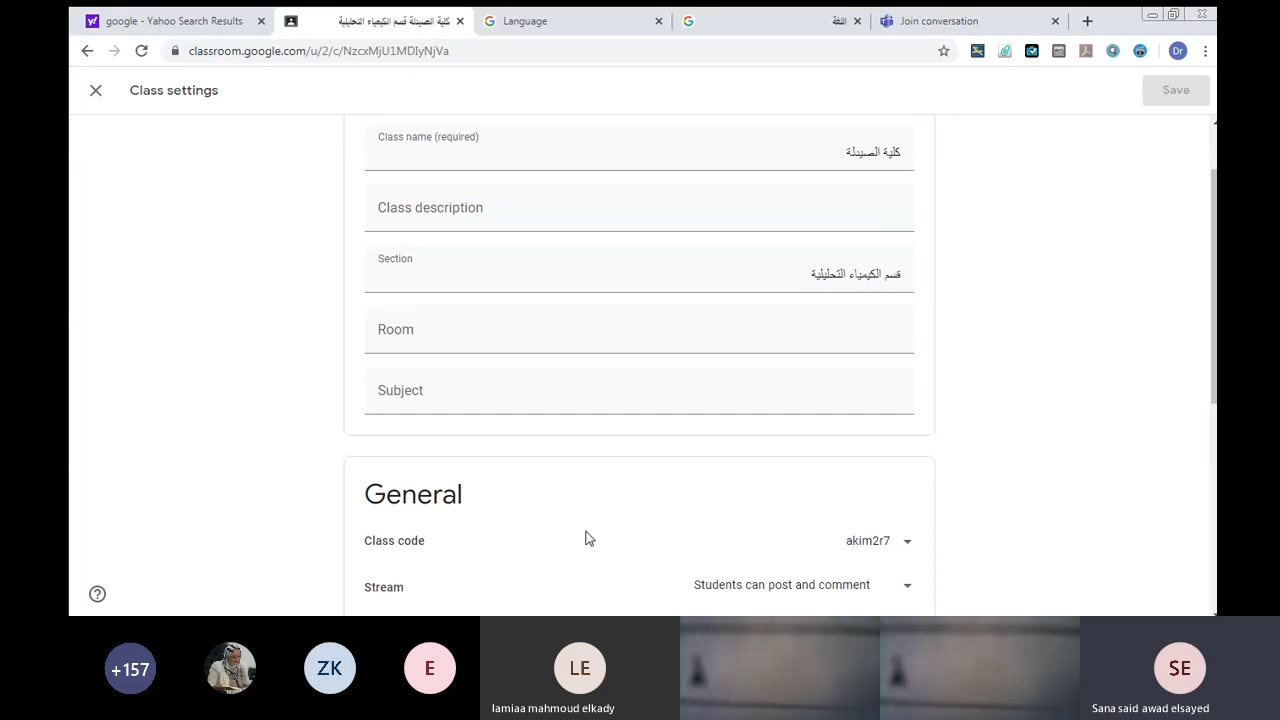 google - Yahoo Search Results
كلية الصيدلة قسم الكيمياء التحليلية
Language
اللغة
Join conversation
classroom.google.com/u/2/c/NzcxMjU1MDIyNjVa
Dr
Class settings
Save
Class name (required)
كلية الصيدلة
Class description
Section
قسم الكيمياء التحليلية
Room
Subject
General
Class code
akim2r7
Stream
Students can post and comment
+157
ZK
E
LE
SE
lamiaa mahmoud elkady
Sana said awad elsayed